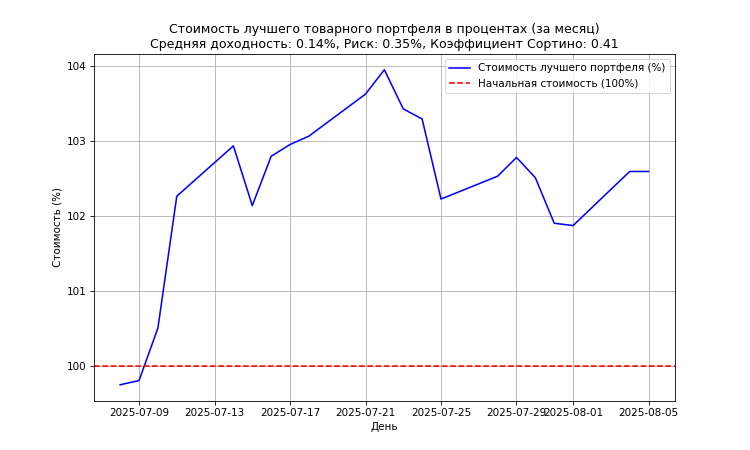 Стоимость лучшего товарного портфеля в процентах (за месяц)
Средняя доходность: 0.14%, Риск: 0.35%, Коэффициент Сортино: 0.41
Стоимость лучшего портфеля (%)
Начальная стоимость (100%)
Стоимость (%)
104
103
102
101
100
2025-07-09
2025-07-13
2025-07-17
2025-07-21
2025-07-25
2025-07-29
2025-08-01
2025-08-05
День